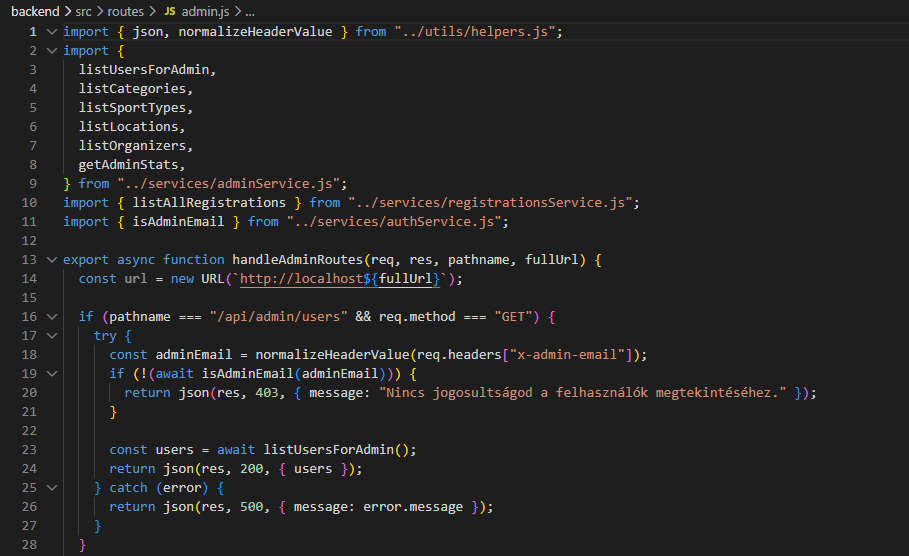 backend > src > routes > JS admin.js > ...
1 import { json, normalizeHeaderValue } from "../utils/helpers.js";
2 import {
3 listUsersForAdmin,
4 listCategories,
5 listSportTypes,
6 listLocations,
7 listOrganizers,
8 getAdminStats,
9 } from "../services/adminService.js";
10 import { listAllRegistrations } from "../services/registrationsService.js";
11 import { isAdminEmail } from "../services/authService.js";
12
13 export async function handleAdminRoutes(req, res, pathname, fullUrl) {
14 const url = new URL(`http://localhost${fullUrl}`);
15
16 if (pathname === "/api/admin/users" && req.method === "GET") {
17 try {
18 const adminEmail = normalizeHeaderValue(req.headers["x-admin-email"]);
19 if (!(await isAdminEmail(adminEmail))) {
20 return json(res, 403, { message: "Nincs jogosultságod a felhasználók megtekintéséhez." });
21 }
22
23 const users = await listUsersForAdmin();
24 return json(res, 200, { users });
25 } catch (error) {
26 return json(res, 500, { message: error.message });
27 }
28 }